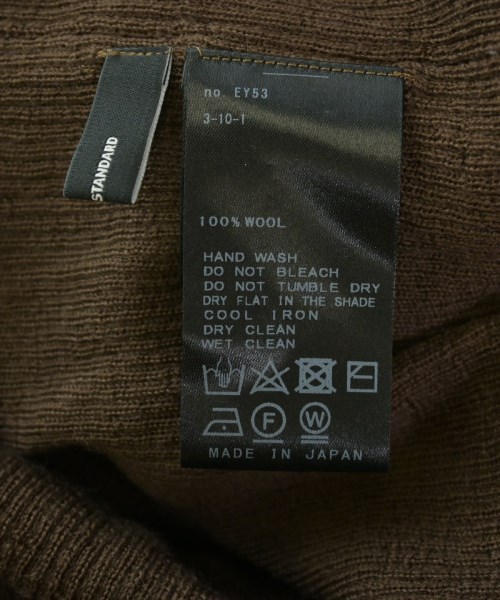 STANDARD
no. EY53
3-10-1
100% WOOL
HAND WASH
DO NOT BLEACH
DO NOT TUMBLE DRY
DRY FLAT IN THE SHADE
COOL IRON
DRY CLEAN
WET CLEAN
F W
MADE IN JAPAN